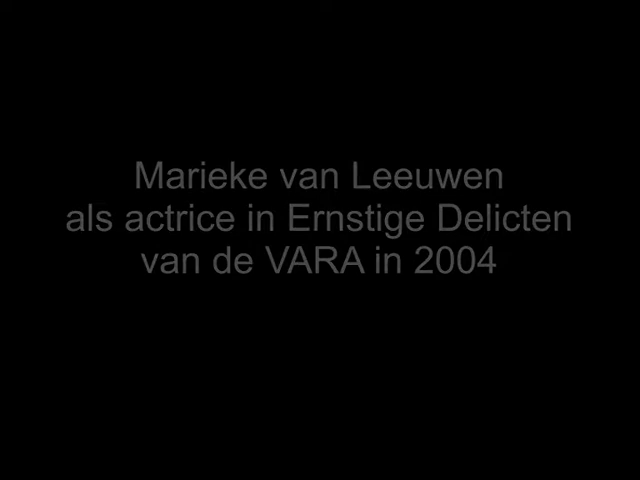 Marieke van Leeuwen
als actrice in Ernstige Delicten
van de VARA in 2004